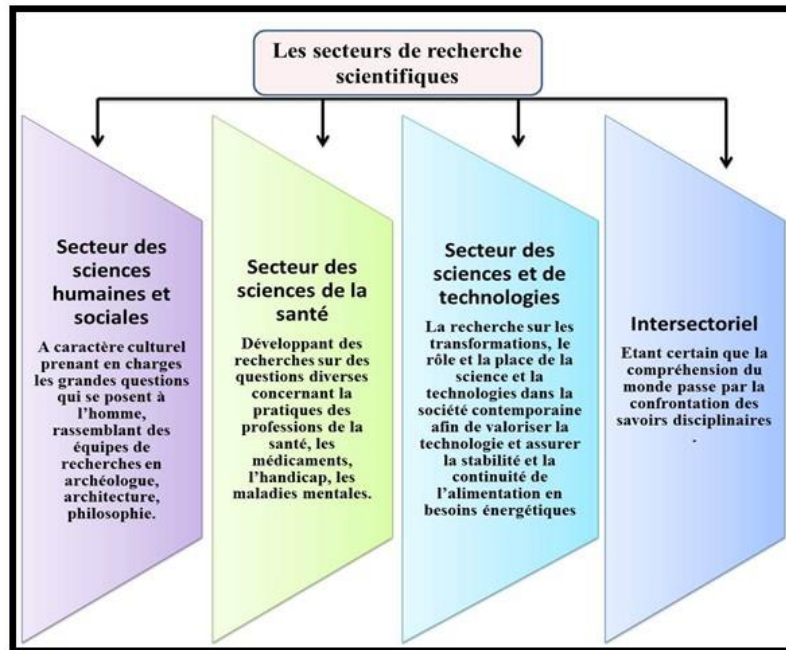 Les secteurs de recherche
scientifiques
Secteur des
sciences
humaines et
sociales
A caractère culturel
prenant en charges
les grandes questions
qui se posent à
l’homme,
rassemblant des
équipes de
recherches en
archéologue,
architecture,
philosophie.
Secteur des
sciences de la
santé
Développant des
recherches sur des
questions diverses
concernant la
pratiques des
professions de la
santé, les
médicaments,
l’handicap, les
maladies mentales.
Secteur des
sciences et de
technologies
La recherche sur les
transformations, le
rôle et la place de la
science et la
technologies dans la
société contemporaine
afin de valoriser la
technologie et assurer
la stabilité et la
continuité de
l’alimentation en
besoins énergétiques
Intersectoriel
Etant certain que la
compréhension du
monde passe par la
confrontation des
savoirs disciplinaires
.